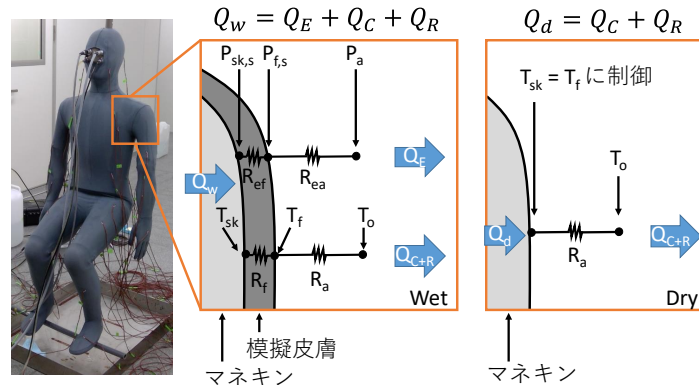 Q_w = Q_E + Q_C + Q_R
Q_d = Q_C + Q_R
P_sk,s P_f,s P_a
R_ef R_ea
Q_E
Q_w
T_sk T_f T_o
R_f R_a
Q_C+R
Wet
T_sk = T_f に制御
T_o
Q_d
R_a
Q_C+R
Dry
模擬皮膚
マネキン
マネキン